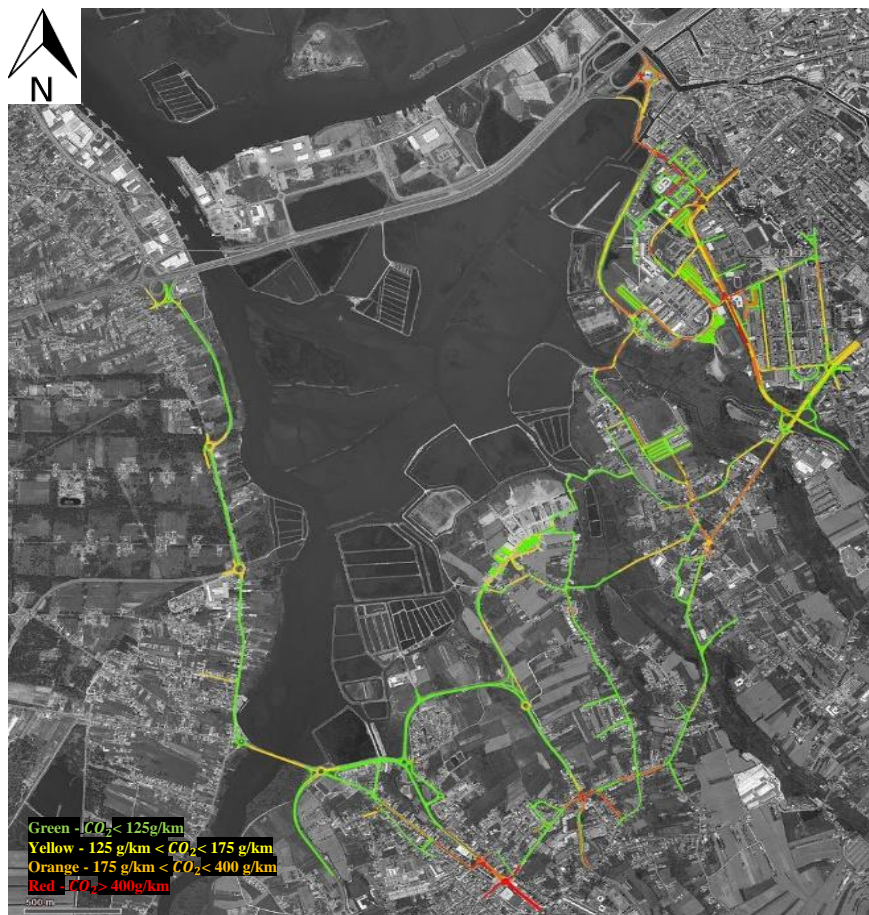 N
Green - CO₂< 125g/km
Yellow - 125 g/km < CO₂< 175 g/km
Orange - 175 g/km < CO₂< 400 g/km
Red - CO₂> 400g/km
500 m